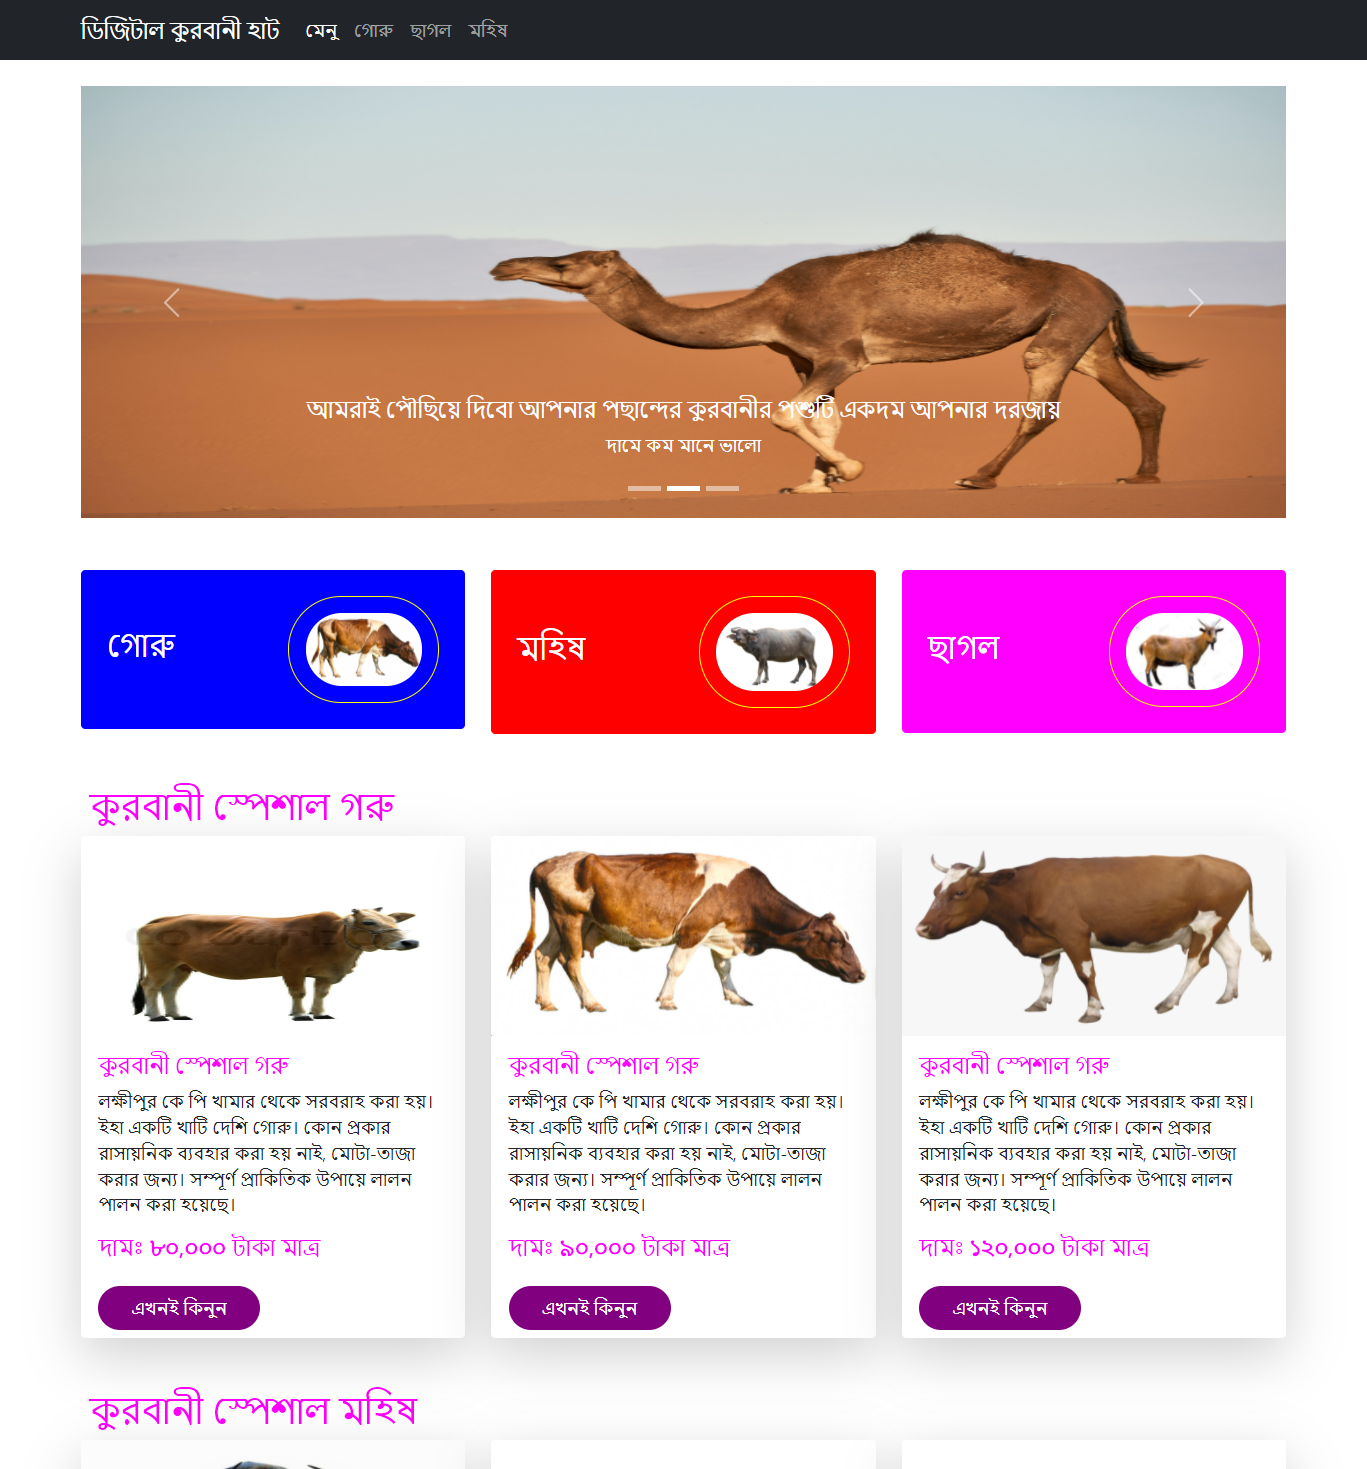 ডিজিটাল কুরবানী হাট মেনু গোরু ছাগল মহিষ
আমরাই পৌছিয়ে দিবো আপনার পছান্দের কুরবানীর পশুটি একদম আপনার দরজায়
দামে কম মানে ভালো
গোরু
মহিষ
ছাগল
কুরবানী স্পেশাল গরু
কুরবানী স্পেশাল গরু
লক্ষীপুর কে পি খামার থেকে সরবরাহ করা হয়।
ইহা একটি খাটি দেশি গোরু। কোন প্রকার
রাসায়নিক ব্যবহার করা হয় নাই, মোটা-তাজা
করার জন্য। সম্পূর্ণ প্রাকিতিক উপায়ে লালন
পালন করা হয়েছে।
দামঃ ৮০,০০০ টাকা মাত্র
এখনই কিনুন
কুরবানী স্পেশাল গরু
লক্ষীপুর কে পি খামার থেকে সরবরাহ করা হয়।
ইহা একটি খাটি দেশি গোরু। কোন প্রকার
রাসায়নিক ব্যবহার করা হয় নাই, মোটা-তাজা
করার জন্য। সম্পূর্ণ প্রাকিতিক উপায়ে লালন
পালন করা হয়েছে।
দামঃ ৯০,০০০ টাকা মাত্র
এখনই কিনুন
কুরবানী স্পেশাল গরু
লক্ষীপুর কে পি খামার থেকে সরবরাহ করা হয়।
ইহা একটি খাটি দেশি গোরু। কোন প্রকার
রাসায়নিক ব্যবহার করা হয় নাই, মোটা-তাজা
করার জন্য। সম্পূর্ণ প্রাকিতিক উপায়ে লালন
পালন করা হয়েছে।
দামঃ ১২০,০০০ টাকা মাত্র
এখনই কিনুন
কুরবানী স্পেশাল মহিষ